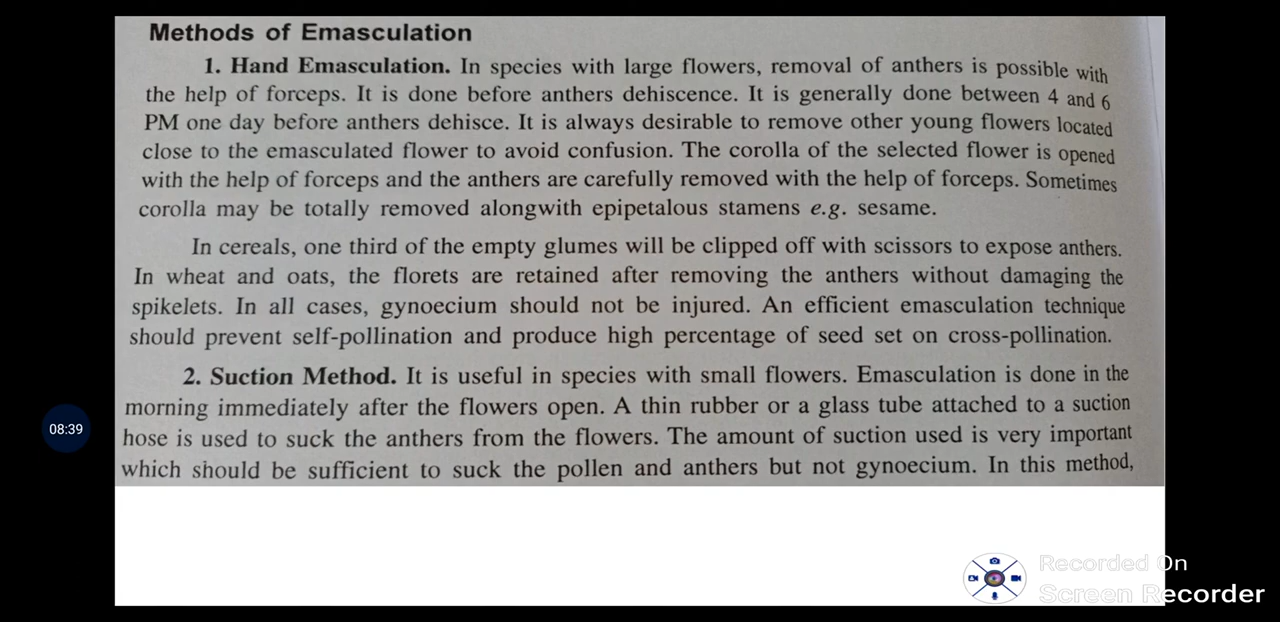 Methods of Emasculation
1. Hand Emasculation. In species with large flowers, removal of anthers is possible with
the help of forceps. It is done before anthers dehiscence. It is generally done between 4 and 6
PM one day before anthers dehisce. It is always desirable to remove other young flowers located
close to the emasculated flower to avoid confusion. The corolla of the selected flower is opened
with the help of forceps and the anthers are carefully removed with the help of forceps. Sometimes
corolla may be totally removed alongwith epipetalous stamens e.g. sesame.
In cereals, one third of the empty glumes will be clipped off with scissors to expose anthers.
In wheat and oats, the florets are retained after removing the anthers without damaging the
spikelets. In all cases, gynoecium should not be injured. An efficient emasculation technique
should prevent self-pollination and produce high percentage of seed set on cross-pollination.
2. Suction Method. It is useful in species with small flowers. Emasculation is done in the
morning immediately after the flowers open. A thin rubber or a glass tube attached to a suction
hose is used to suck the anthers from the flowers. The amount of suction used is very important
which should be sufficient to suck the pollen and anthers but not gynoecium. In this method,
08:39
Recorded On
Screen Recorder